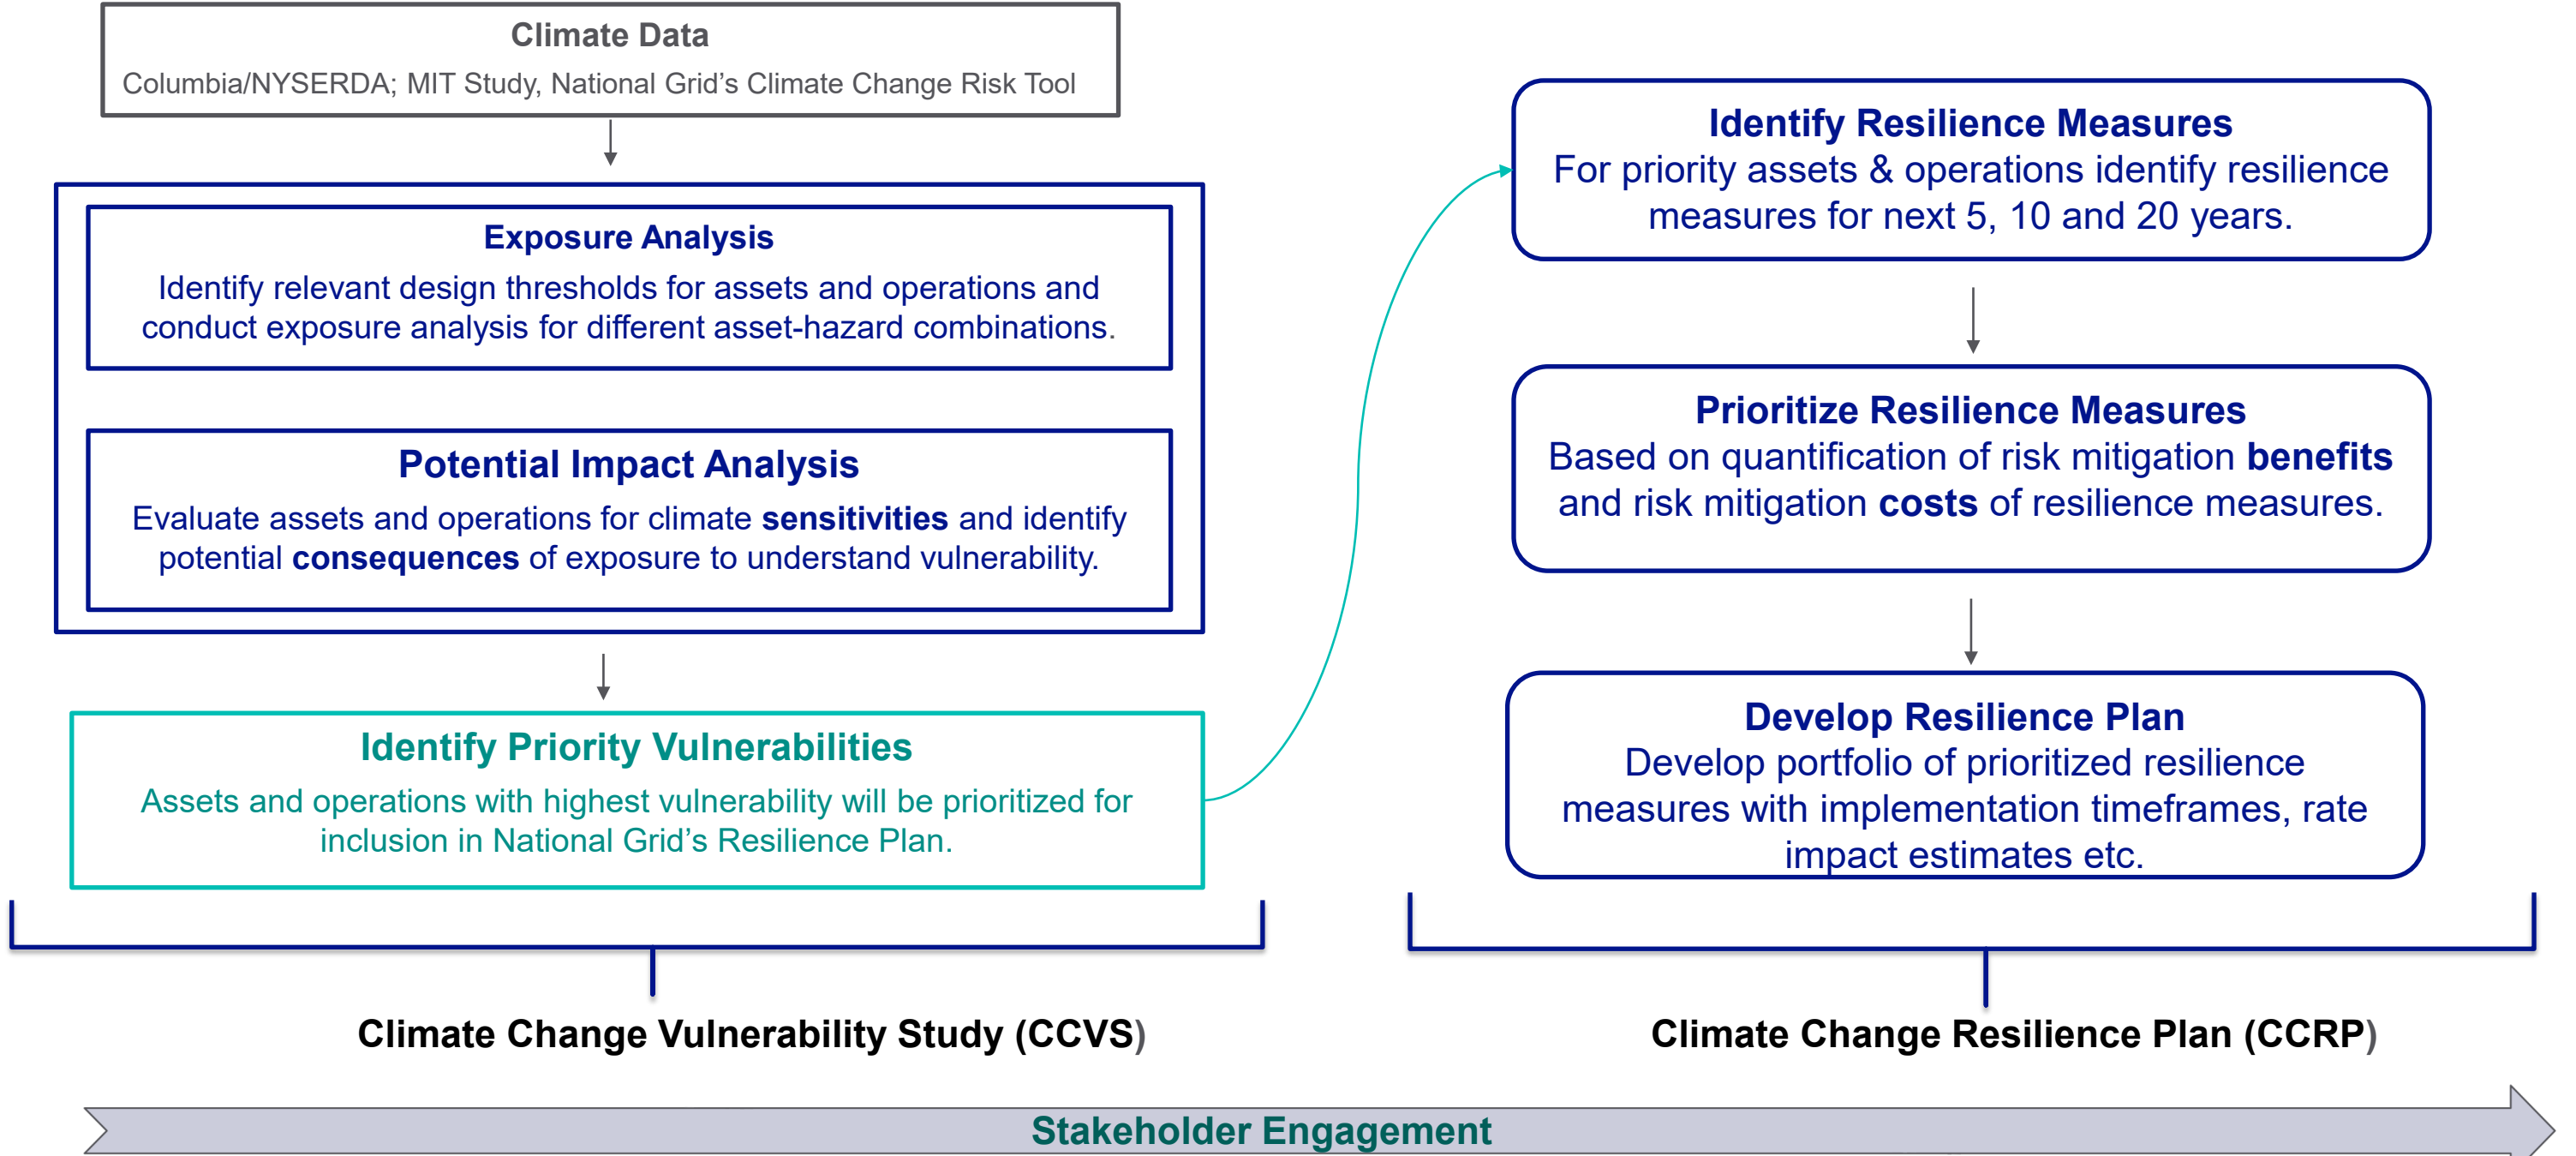 Climate Data
Columbia/NYSERDA; MIT Study, National Grid’s Climate Change Risk Tool
Exposure Analysis
Identify relevant design thresholds for assets and operations and
conduct exposure analysis for different asset-hazard combinations.
Potential Impact Analysis
Evaluate assets and operations for climate sensitivities and identify
potential consequences of exposure to understand vulnerability.
Identify Priority Vulnerabilities
Assets and operations with highest vulnerability will be prioritized for
inclusion in National Grid’s Resilience Plan.
Climate Change Vulnerability Study (CCVS)
Identify Resilience Measures
For priority assets & operations identify resilience
measures for next 5, 10 and 20 years.
Prioritize Resilience Measures
Based on quantification of risk mitigation benefits
and risk mitigation costs of resilience measures.
Develop Resilience Plan
Develop portfolio of prioritized resilience
measures with implementation timeframes, rate
impact estimates etc.
Climate Change Resilience Plan (CCRP)
Stakeholder Engagement